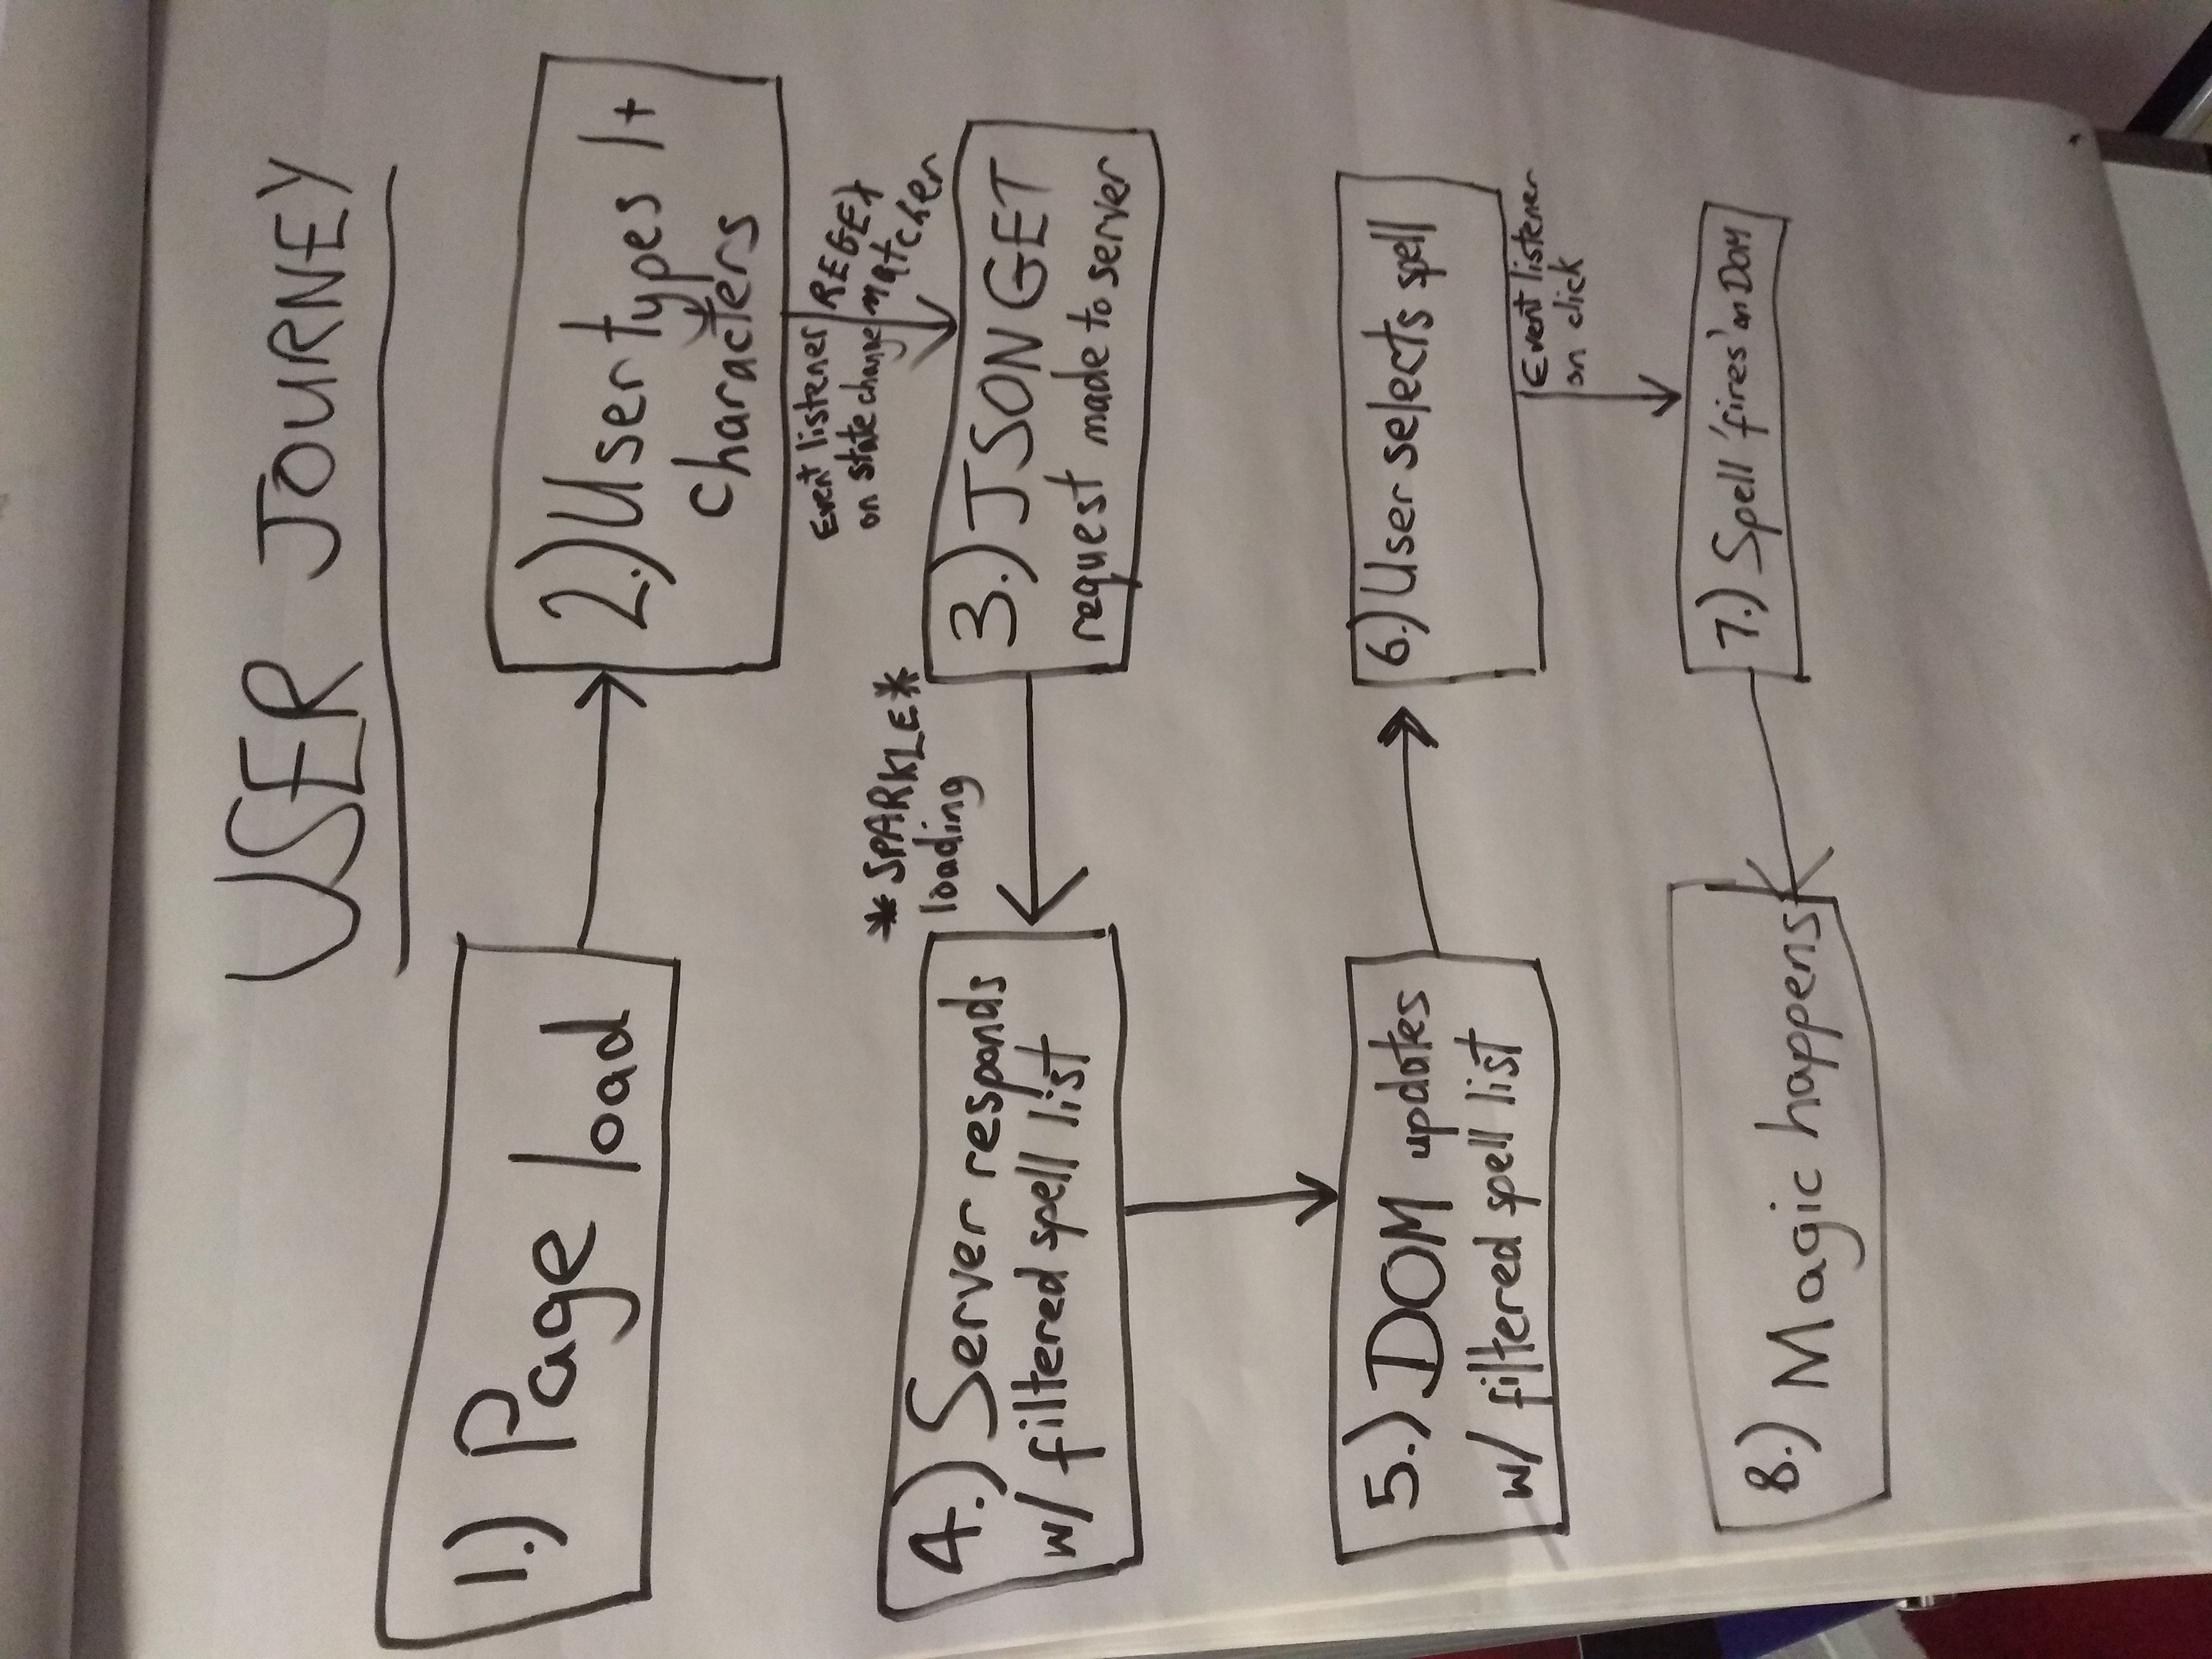 USER JOURNEY
1.) Page load
2.) User types 1+
characters
Event listener
on state change
REGEX
matcher
3.) JSON GET
request made to server
*SPARKLE*
loading
4.) Server responds
w/ filtered spell list
5.) DOM updates
w/ filtered spell list
6.) User selects spell
Event listener
on click
7.) Spell 'fires' on DOM
8.) Magic happens